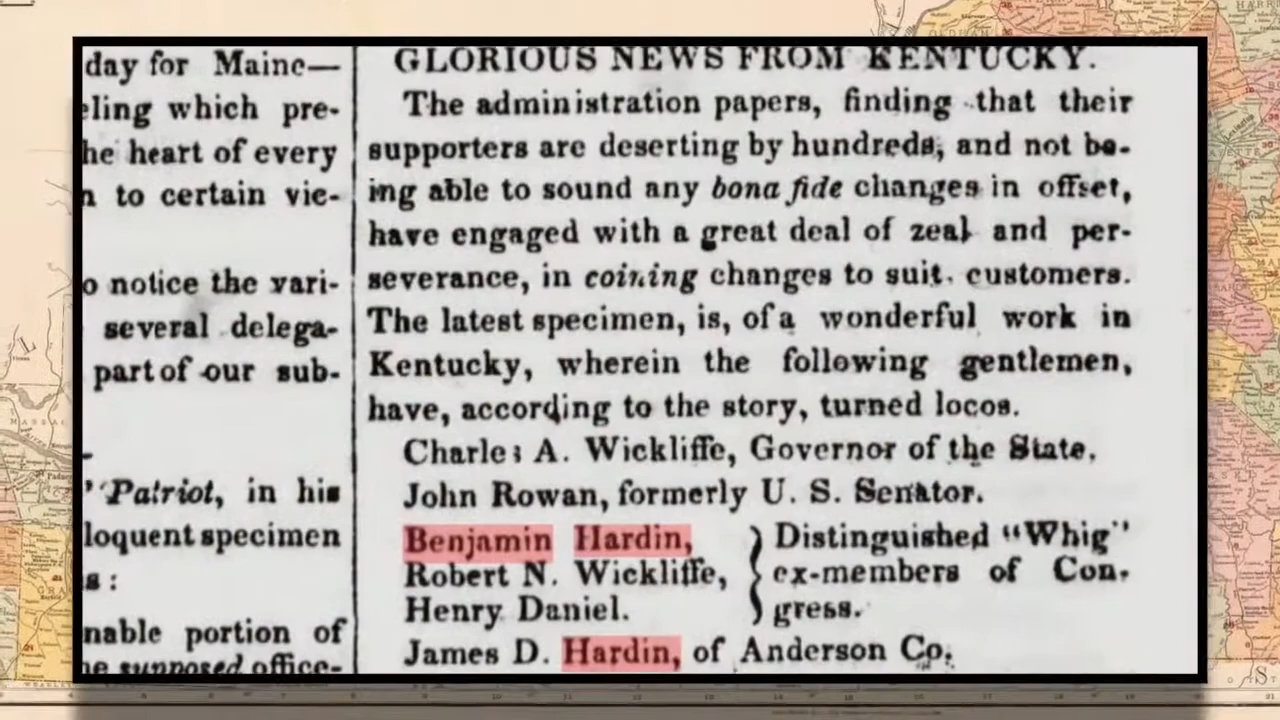 day for Maine—
eling which pre-
he heart of every
n to certain vic-
o notice the vari-
several delega-
part of our sub-
" Patriot, in his
loquent specimen
s:
nable portion of
he supposed office-
GLORIOUS NEWS FROM KENTUCKY.
The administration papers, finding that their
supporters are deserting by hundreds, and not be-
ing able to sound any bona fide changes in offset,
have engaged with a great deal of zeal and per-
severance, in coining changes to suit customers.
The latest specimen, is, of a wonderful work in
Kentucky, wherein the following gentlemen,
have, according to the story, turned locos.
Charles A. Wickliffe, Governor of the State.
John Rowan, formerly U. S. Senator.
Benjamin Hardin, } Distinguished "Whig"
Robert N. Wickliffe, } ex-members of Con-
Henry Daniel. } gress.
James D. Hardin, of Anderson Co.